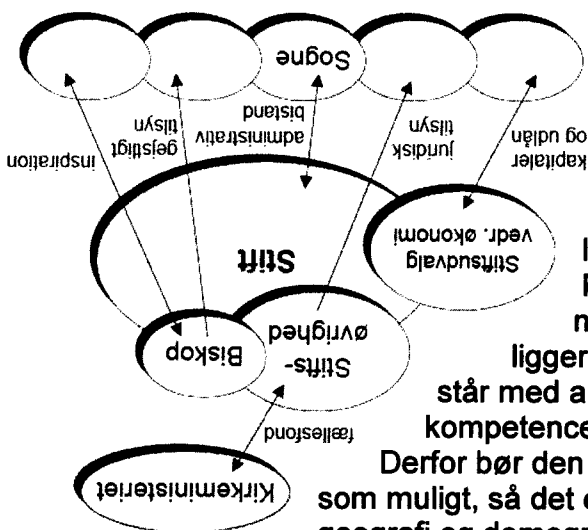 Kirkeministeriet
fællesfond
Biskop
Stifts-
øvrighed
Stift
Stiftsudvalg
vedr. økonomi
inspiration
gejstligt
tilsyn
administrativ
bistand
juridisk
tilsyn
kapitaler
og udlån
Sogne
ligger
står med a
kompetence
Derfor bør den
som muligt, så det